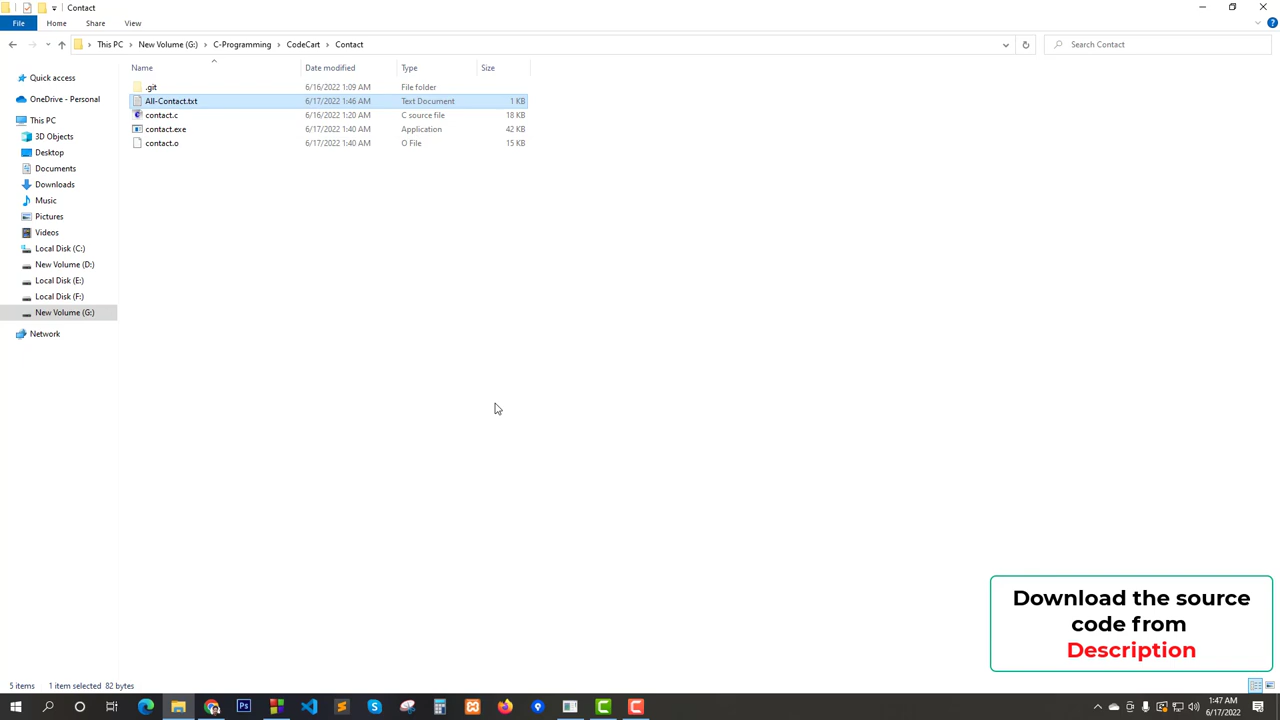 Contact
File Home Share View
This PC New Volume (G:) C-Programming CodeCart Contact Search Contact
Name Date modified Type Size
.git 6/16/2022 1:09 AM File folder
All-Contact.txt 6/17/2022 1:46 AM Text Document 1 KB
contact.c 6/16/2022 1:20 AM C source file 18 KB
contact.exe 6/17/2022 1:40 AM Application 42 KB
contact.o 6/17/2022 1:40 AM O File 15 KB
Quick access
OneDrive - Personal
This PC
3D Objects
Desktop
Documents
Downloads
Music
Pictures
Videos
Local Disk (C:)
New Volume (D:)
Local Disk (E:)
Local Disk (F:)
New Volume (G:)
Network
Download the source
code from
Description
5 items 1 item selected 82 bytes
1:47 AM
6/17/2022